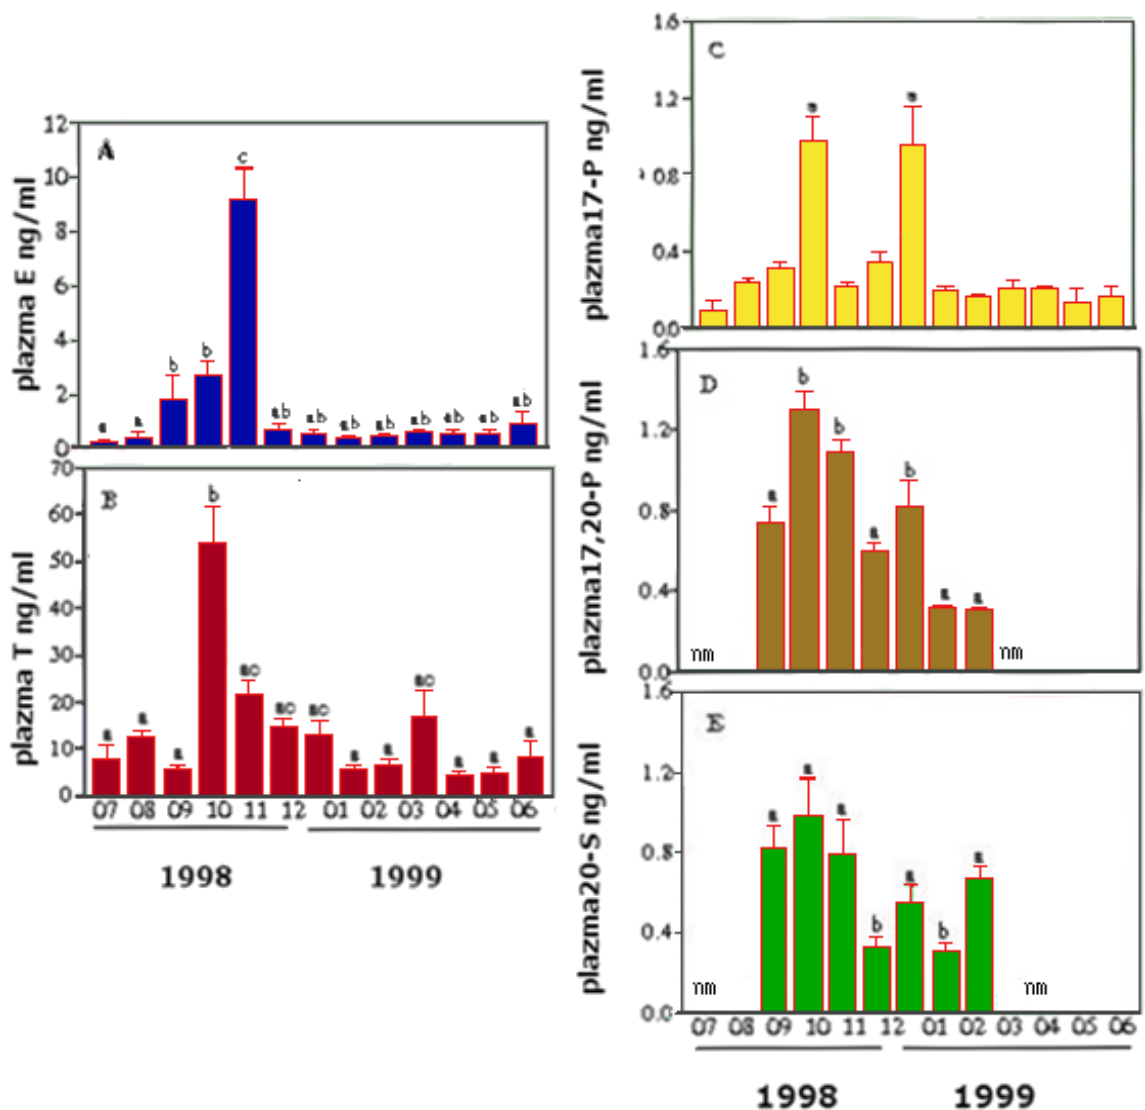 A
plazma E ng/ml
12
10
8
6
4
2
0
a a b b c ab ab ab ab ab ab ab ab
B
plazma T ng/ml
70
60
50
40
30
20
10
0
a a a b ac ac ac a a ac a a a
07 08 09 10 11 12 01 02 03 04 05 06
1998 1999
C
plazma17-P ng/ml
1.6
1.2
0.8
0.4
0.0
a a
D
plazma17,20-P ng/ml
1.6
1.2
0.8
0.4
0.0
nm a b b a b a a nm
E
plazma20-S ng/ml
1.6
1.2
0.8
0.4
0.0
nm a a a b a b a nm
07 08 09 10 11 12 01 02 03 04 05 06
1998 1999